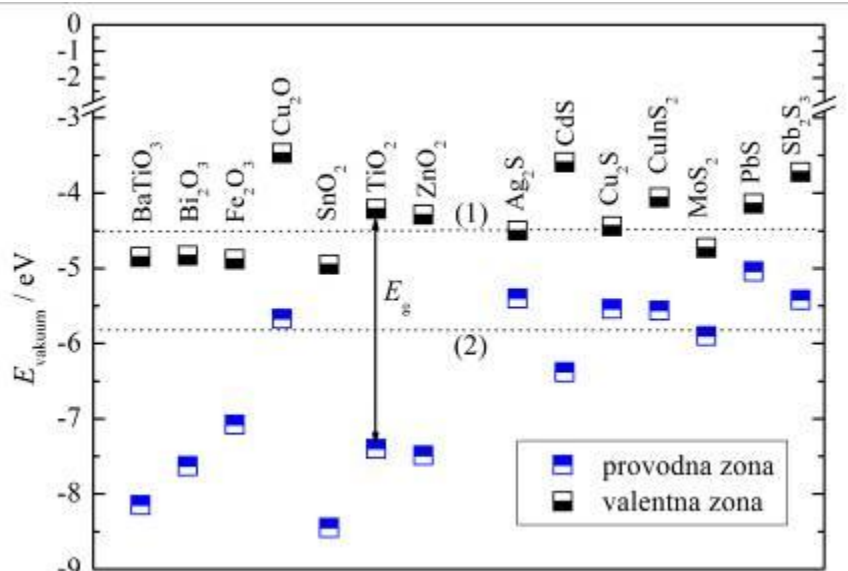 0
-1
-2
-3
-4
-5
-6
-7
-8
-9
E_vakuum / eV
BaTiO₃
Bi₂O₃
Fe₂O₃
Cu₂O
SnO₂
TiO₂
ZnO₂
Ag₂S
CdS
Cu₂S
CuInS₂
MoS₂
PbS
Sb₂S₃
(1)
(2)
provodna zona
valentna zona